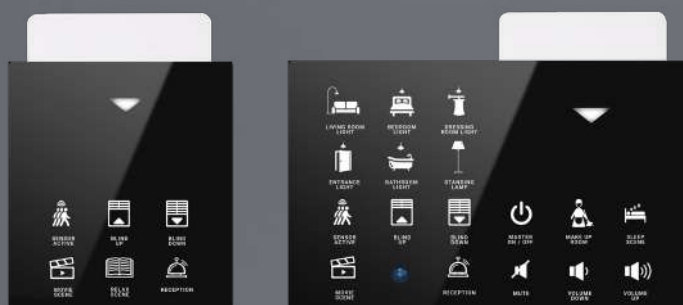 SENSOR
ACTIVE
BLIND
UP
BLIND
DOWN
MOVIE
SCENE
RELAX
SCENE
RECEPTION
LIVING ROOM
LIGHT
BEDROOM
LIGHT
DRESSING
ROOM LIGHT
ENTRANCE
LIGHT
BATHROOM
LIGHT
STANDING
LAMP
SENSOR
ACTIVE
BLIND
UP
BLIND
DOWN
MASTER
ON / OFF
MAKE UP
ROOM
SLEEP
SCENE
MOVIE
SCENE
RECEPTION
MUTE
VOLUME
DOWN
VOLUME
UP